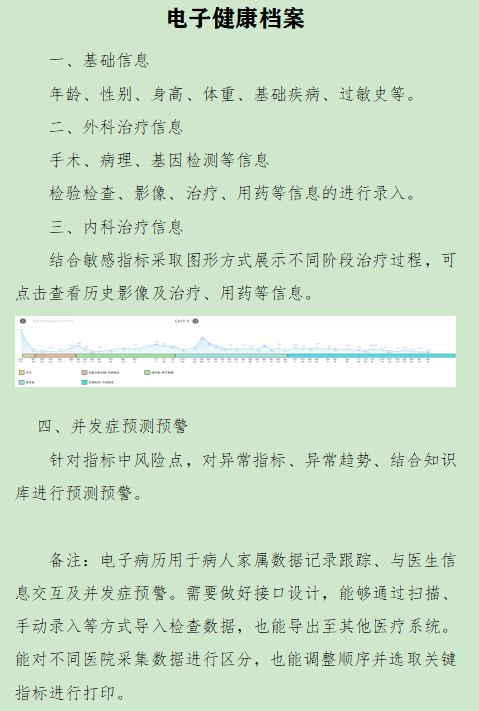 电子健康档案
一、基础信息
年龄、性别、身高、体重、基础疾病、过敏史等。
二、外科治疗信息
手术、病理、基因检测等信息
检验检查、影像、治疗、用药等信息的进行录入。
三、内科治疗信息
结合敏感指标采取图形方式展示不同阶段治疗过程，可
点击查看历史影像及治疗、用药等信息。
CA19-9
手术
四、并发症预测预警
针对指标中风险点，对异常指标、异常趋势、结合知识
库进行预测预警。
备注：电子病历用于病人家属数据记录跟踪、与医生信
息交互及并发症预警。需要做好接口设计，能够通过扫描、
手动录入等方式导入检查数据，也能导出至其他医疗系统。
能对不同医院采集数据进行区分，也能调整顺序并选取关键
指标进行打印。